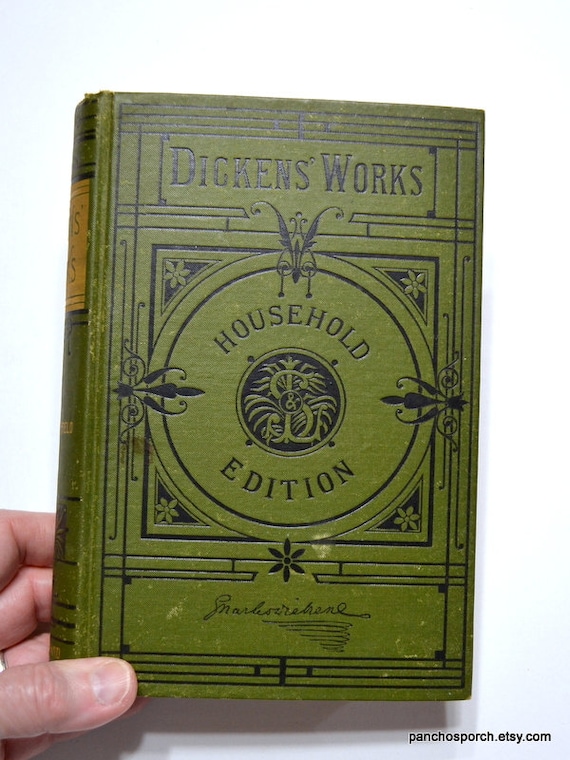 DICKENS' WORKS
HOUSEHOLD
&
EDITION
panchosporch.etsy.com